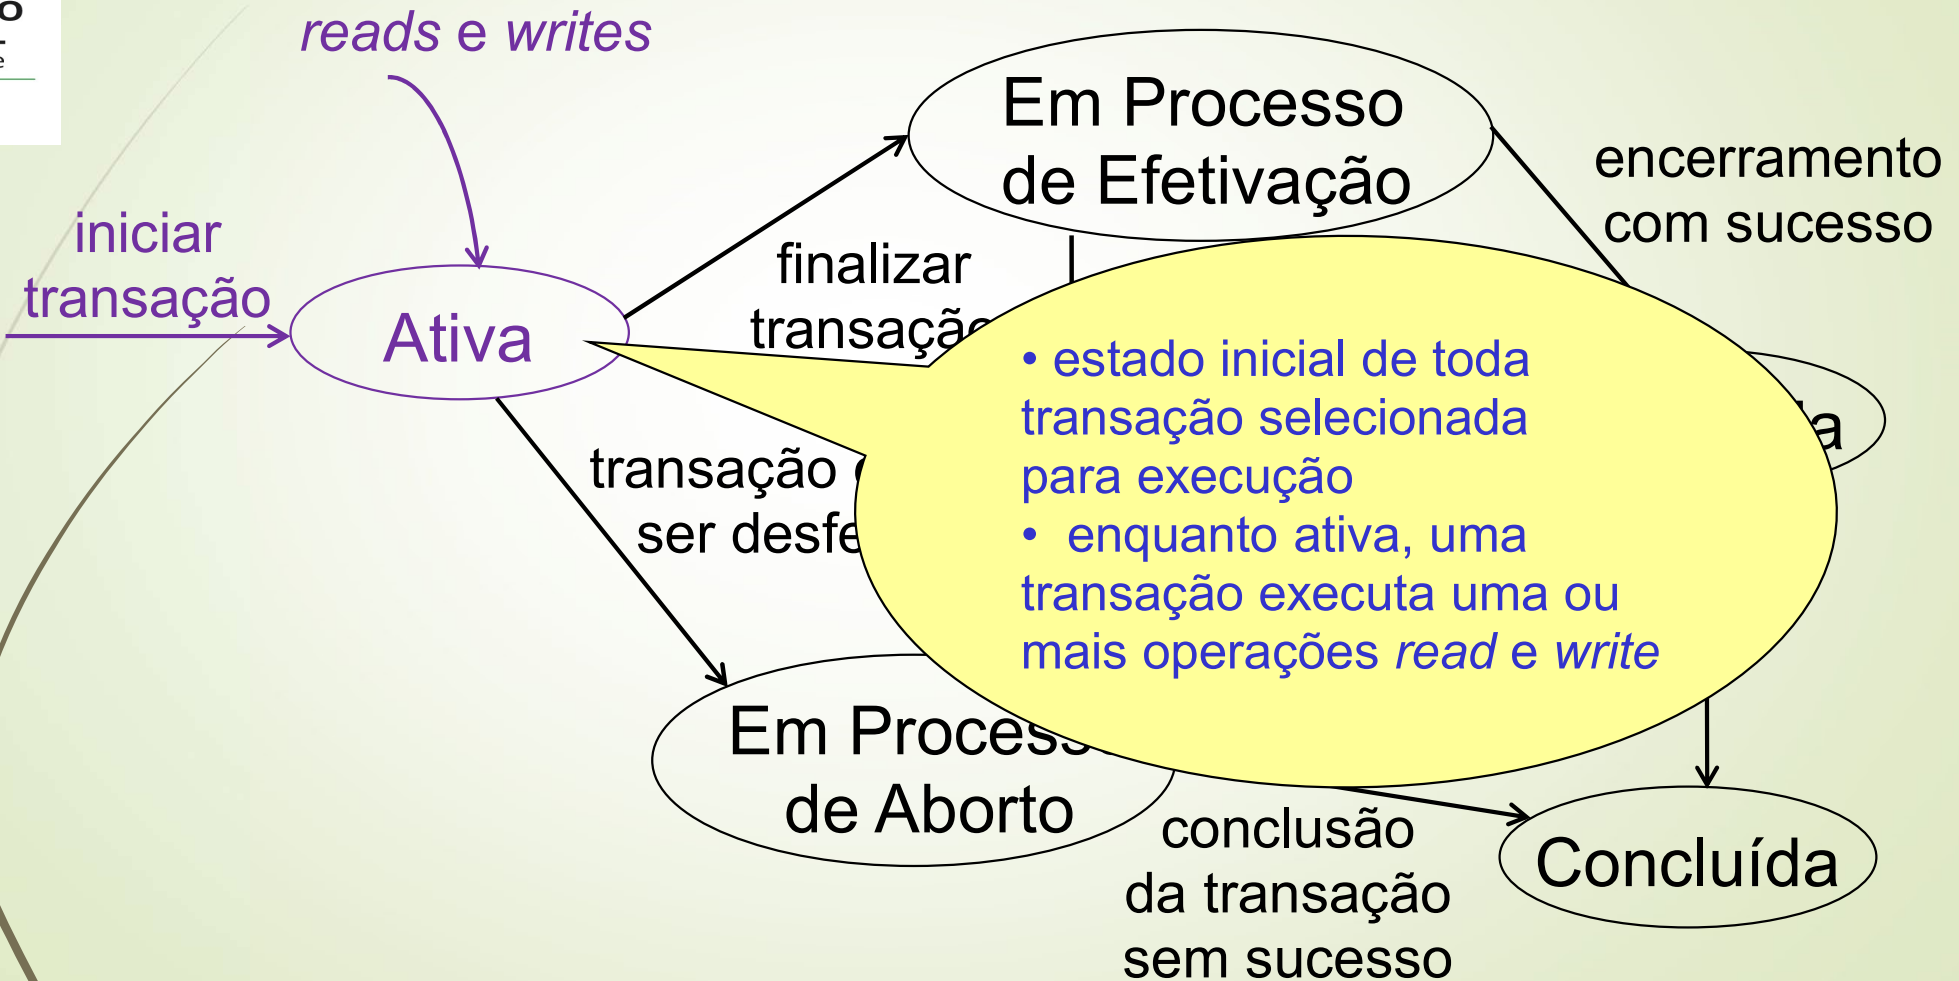 reads e writes
Em Processo
de Efetivação
encerramento
com sucesso
iniciar
transação
Ativa
finalizar
• estado inicial de toda
transação selecionada
para execução
• enquanto ativa, uma
transação executa uma ou
mais operações read e write
transação
ser
Em
de Aborto
conclusão
da transação
sem sucesso
Concluída